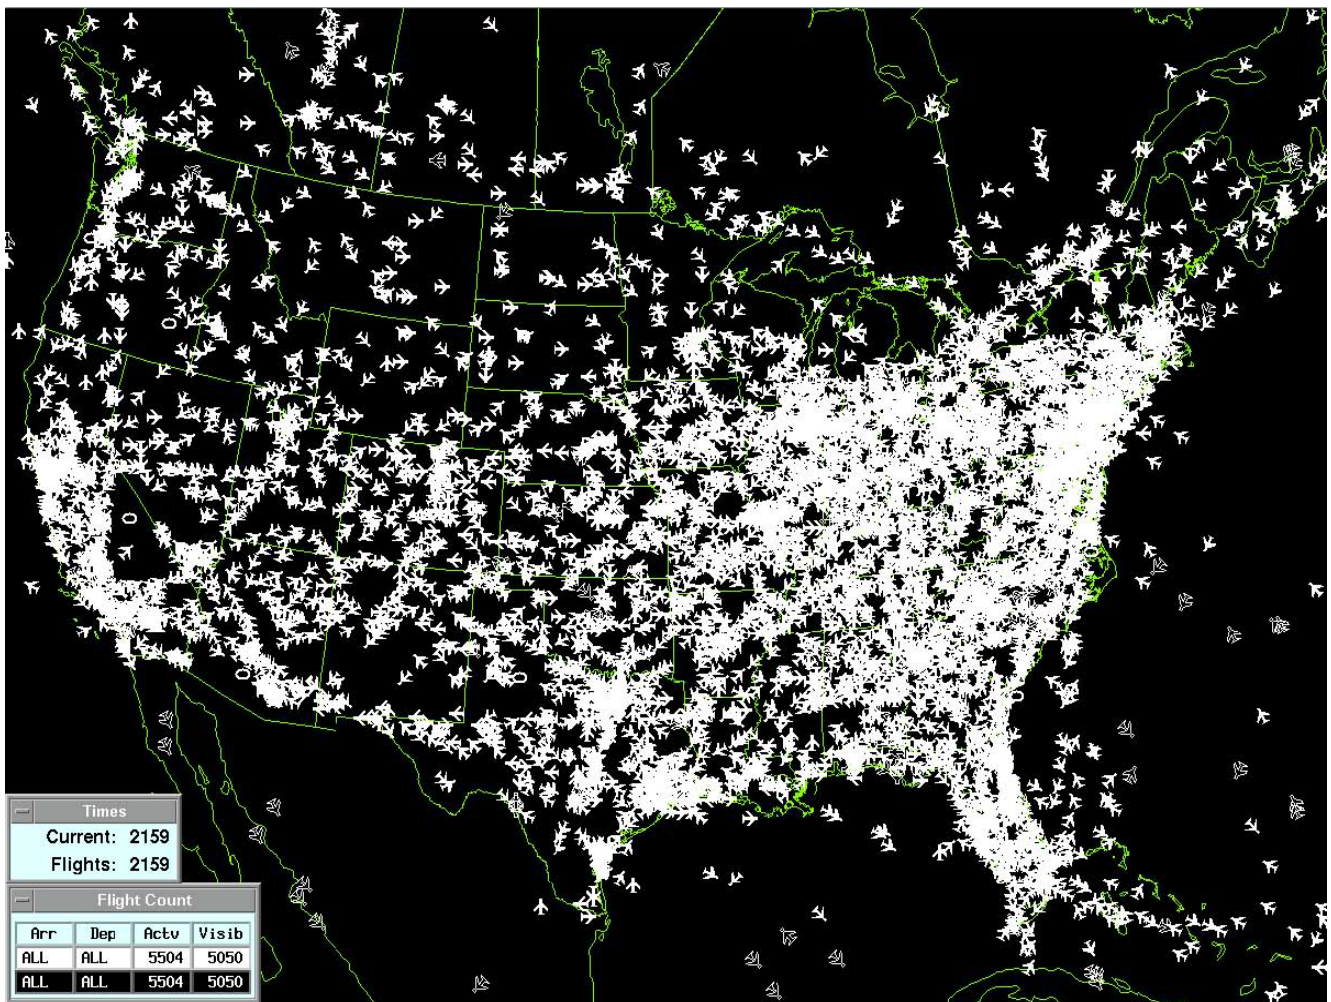 Times
Current: 2159
Flights: 2159
Flight Count
Arr Dep Actv Visib
ALL ALL 5504 5050
ALL ALL 5504 5050